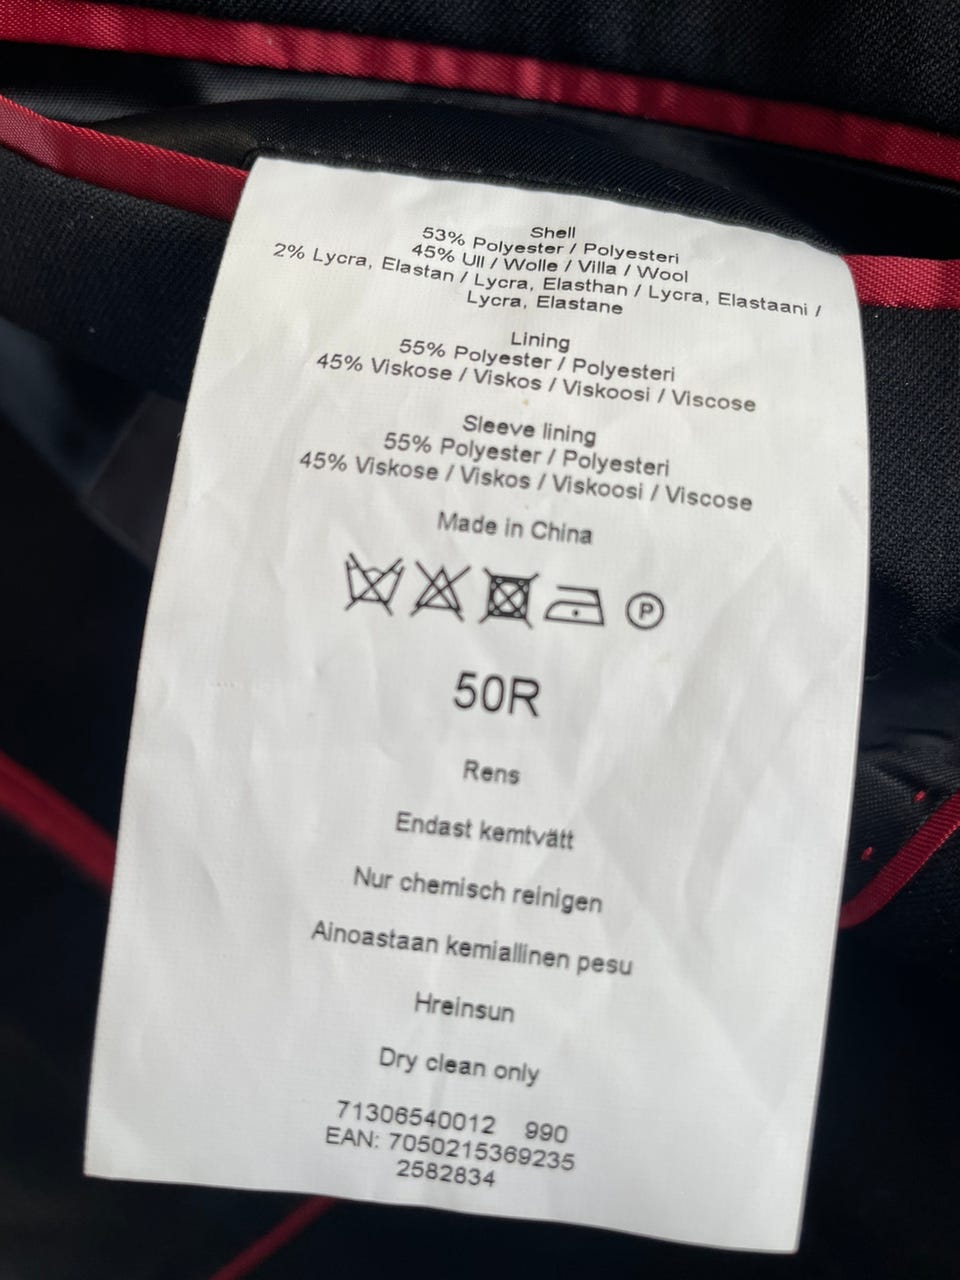 Shell
53% Polyester / Polyesteri
45% Ull / Wolle / Villa / Wool
2% Lycra, Elastan / Lycra, Elasthan / Lycra, Elastaani /
Lycra, Elastane
Lining
55% Polyester / Polyesteri
45% Viskose / Viskos / Viskoosi / Viscose
Sleeve lining
55% Polyester / Polyesteri
45% Viskose / Viskos / Viskoosi / Viscose
Made in China
P
50R
Rens
Endast kemtvätt
Nur chemisch reinigen
Ainoastaan kemiallinen pesu
Hreinsun
Dry clean only
71306540012 990
EAN: 7050215369235
2582834